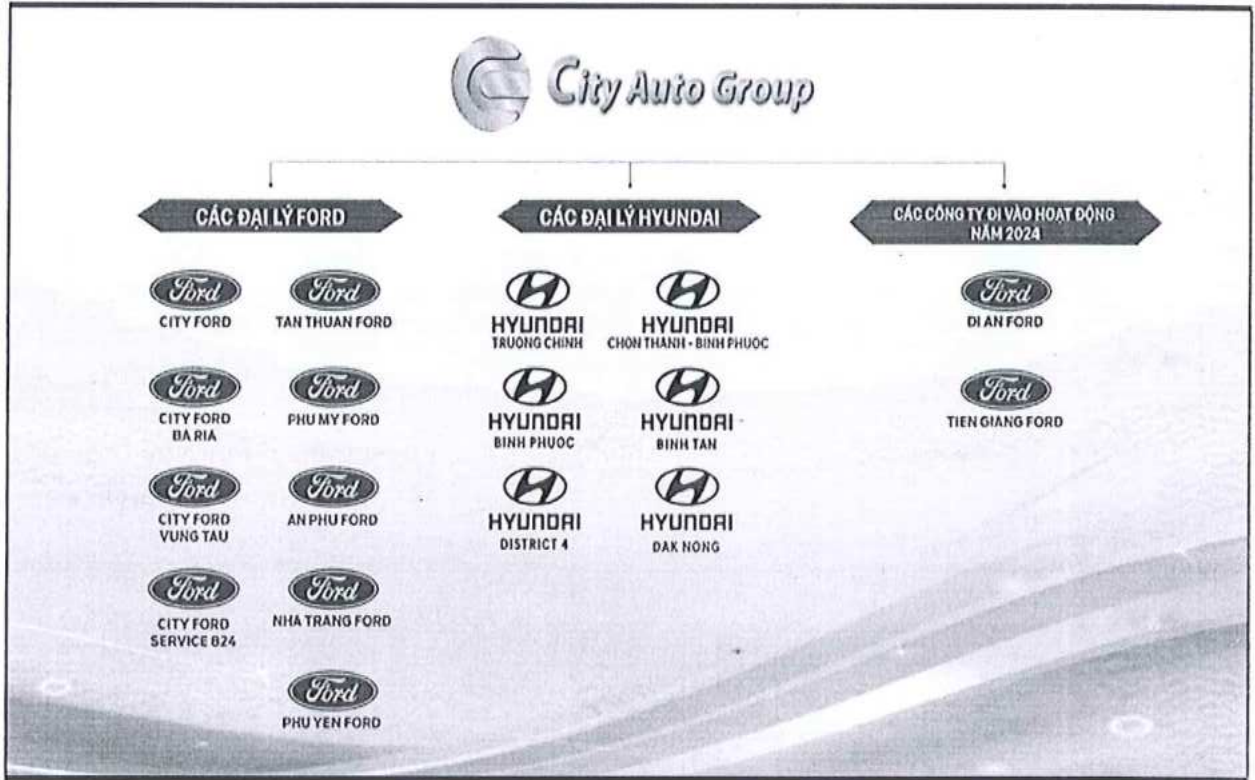 City Auto Group
CÁC ĐẠI LÝ FORD
Ford
CITY FORD
Ford
TAN THUAN FORD
Ford
CITY FORD
BA RIA
Ford
PHU MY FORD
Ford
CITY FORD
VUNG TAU
Ford
AN PHU FORD
Ford
CITY FORD
SERVICE 824
Ford
NHA TRANG FORD
Ford
PHU YEN FORD
CÁC ĐẠI LÝ HYUNDAI
HYUNDAI
TRUONG CHINH
HYUNDAI
CHON THANH - BINH PHUOC
HYUNDAI
BINH PHUOC
HYUNDAI
BINH TAN
HYUNDAI
DISTRICT 4
HYUNDAI
DAK NONG
CÁC CÔNG TY ĐI VÀO HOẠT ĐỘNG
NĂM 2024
Ford
DI AN FORD
Ford
TIEN GIANG FORD